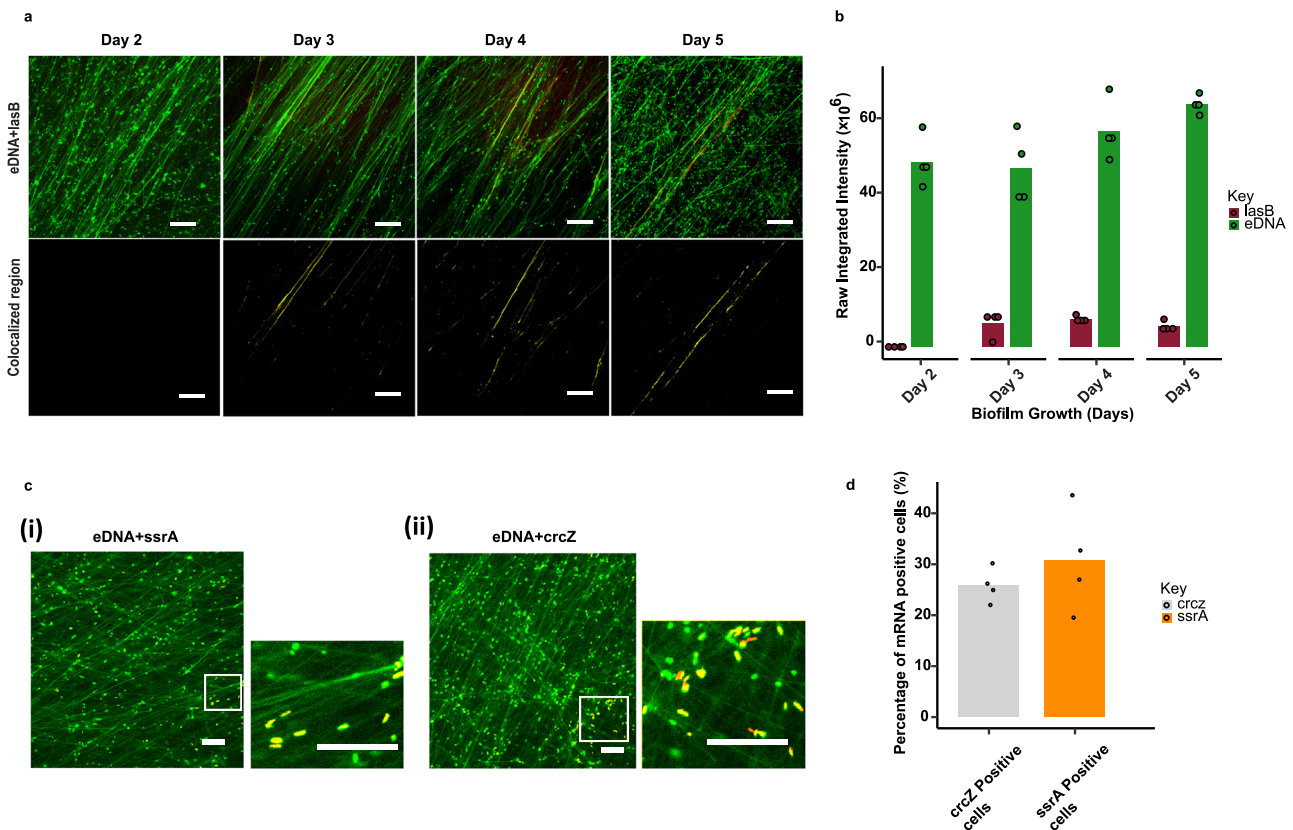 a
Day 2
Day 3
Day 4
Day 5
eDNA+lasB
Colocalized region
b
Raw Integrated Intensity (x10⁶)
60
40
20
0
Day 2
Day 3
Day 4
Day 5
Biofilm Growth (Days)
Key
lasB
eDNA
c
(i)
eDNA+ssrA
(ii)
eDNA+crcZ
d
Percentage of mRNA positive cells (%)
40
30
20
10
0
crcZ Positive
cells
ssrA Positive
cells
Key
crcz
ssrA